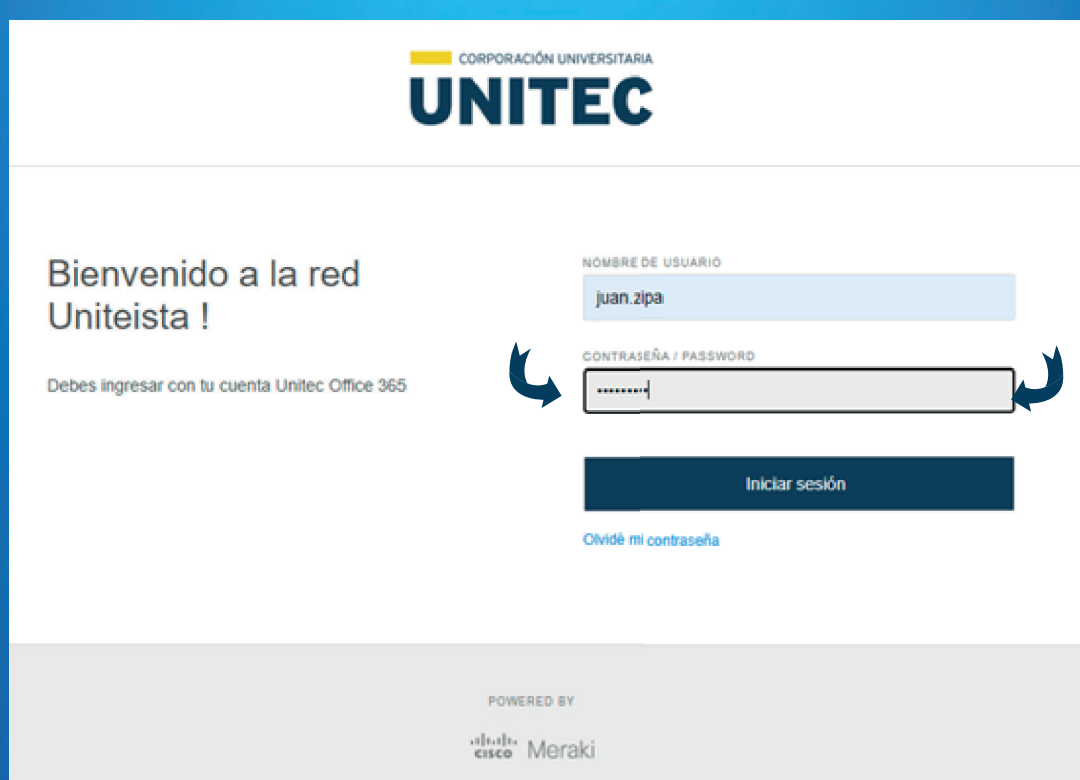 CORPORACIÓN UNIVERSITARIA
UNITEC
Bienvenido a la red
Uniteista !
Debes ingresar con tu cuenta Unitec Office 365
NOMBRE DE USUARIO
juan.zipa
CONTRASEÑA / PASSWORD
Iniciar sesión
Olvidé mi contraseña
POWERED BY
cisco Meraki